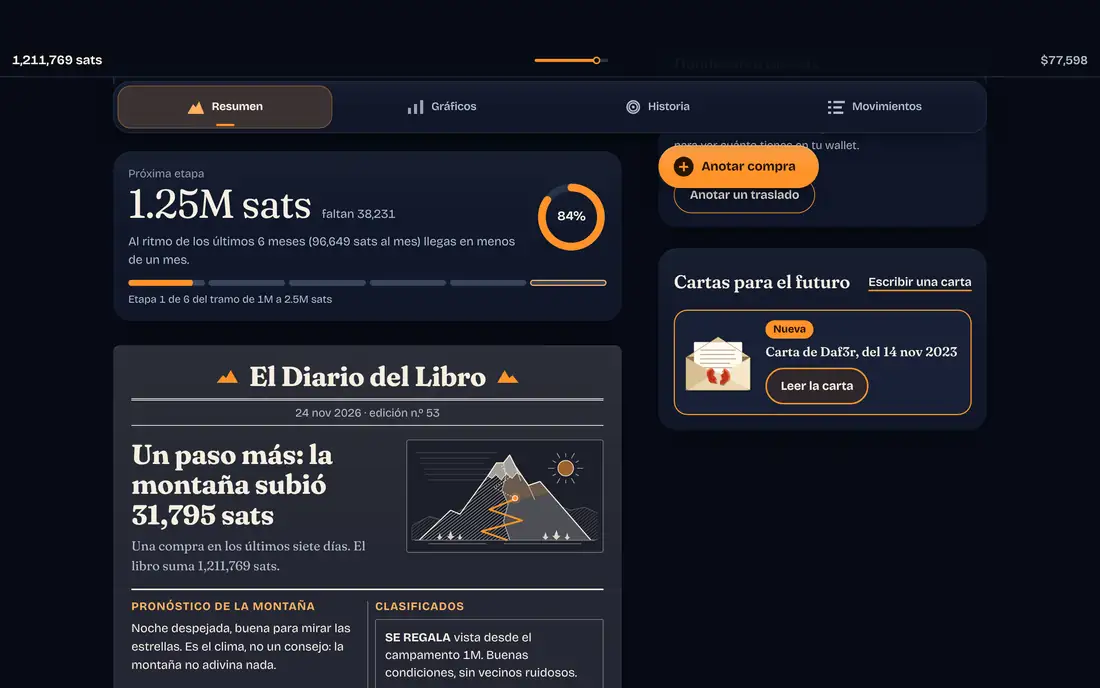 1,211,769 sats
$77,598
Resumen
Gráficos
Historia
Movimientos
Próxima etapa
1.25M sats faltan 38,231
84%
Al ritmo de los últimos 6 meses (96,649 sats al mes) llegas en menos
de un mes.
Etapa 1 de 6 del tramo de 1M a 2.5M sats
El Diario del Libro
24 nov 2026 · edición n.º 53
Un paso más: la
montaña subió
31,795 sats
Una compra en los últimos siete días. El
libro suma 1,211,769 sats.
PRONÓSTICO DE LA MONTAÑA
Noche despejada, buena para mirar las
estrellas. Es el clima, no un consejo: la
montaña no adivina nada.
CLASIFICADOS
SE REGALA vista desde el
campamento 1M. Buenas
condiciones, sin vecinos ruidosos.
para ver cuánto tienes en tu wallet.
Anotar compra
Anotar un traslado
Cartas para el futuro
Escribir una carta
Nueva
Carta de Daf3r, del 14 nov 2023
Leer la carta